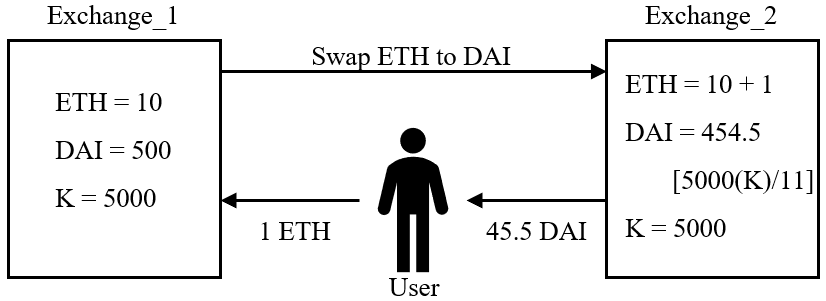 Exchange_1
ETH = 10
DAI = 500
K = 5000
Swap ETH to DAI
1 ETH
User
45.5 DAI
Exchange_2
ETH = 10 + 1
DAI = 454.5
[5000(K)/11]
K = 5000